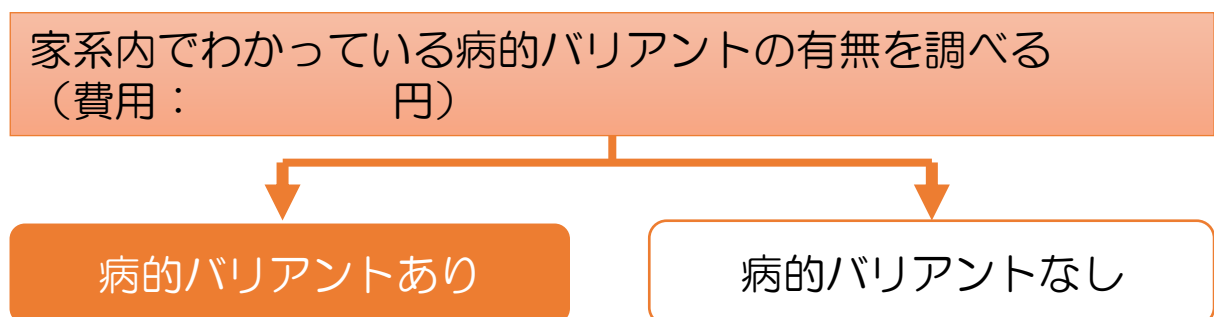 家系内でわかっている病的バリアントの有無を調べる
（費用：　　　　　　円）
病的バリアントあり
病的バリアントなし